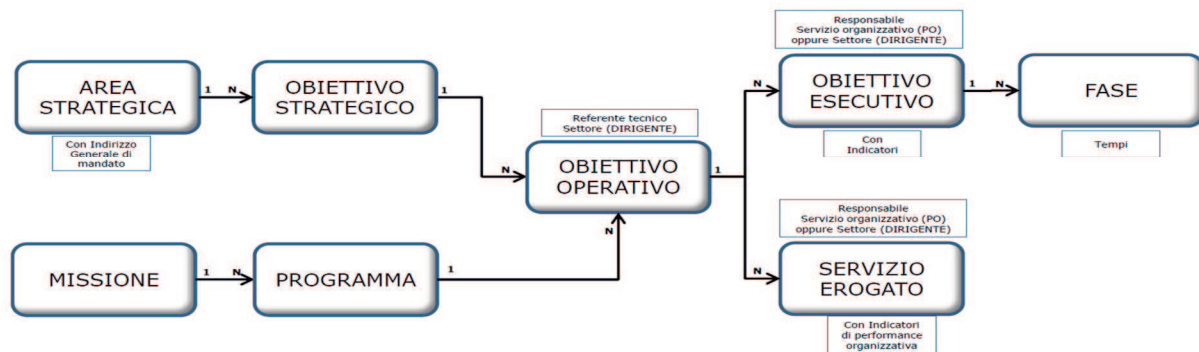 Responsabile
Servizio organizzativo (PO)
oppure Settore (DIRIGENTE)
AREA
STRATEGICA
1
N
OBIETTIVO
STRATEGICO
1
N
OBIETTIVO
ESECUTIVO
1
N
FASE
Con Indirizzo
Generale di
mandato
Referente tecnico
Settore (DIRIGENTE)
Con
Indicatori
Tempi
N
OBIETTIVO
OPERATIVO
1
Responsabile
Servizio organizzativo (PO)
oppure Settore (DIRIGENTE)
N
MISSIONE
1
N
PROGRAMMA
1
N
SERVIZIO
EROGATO
Con Indicatori
di performance
organizzativa